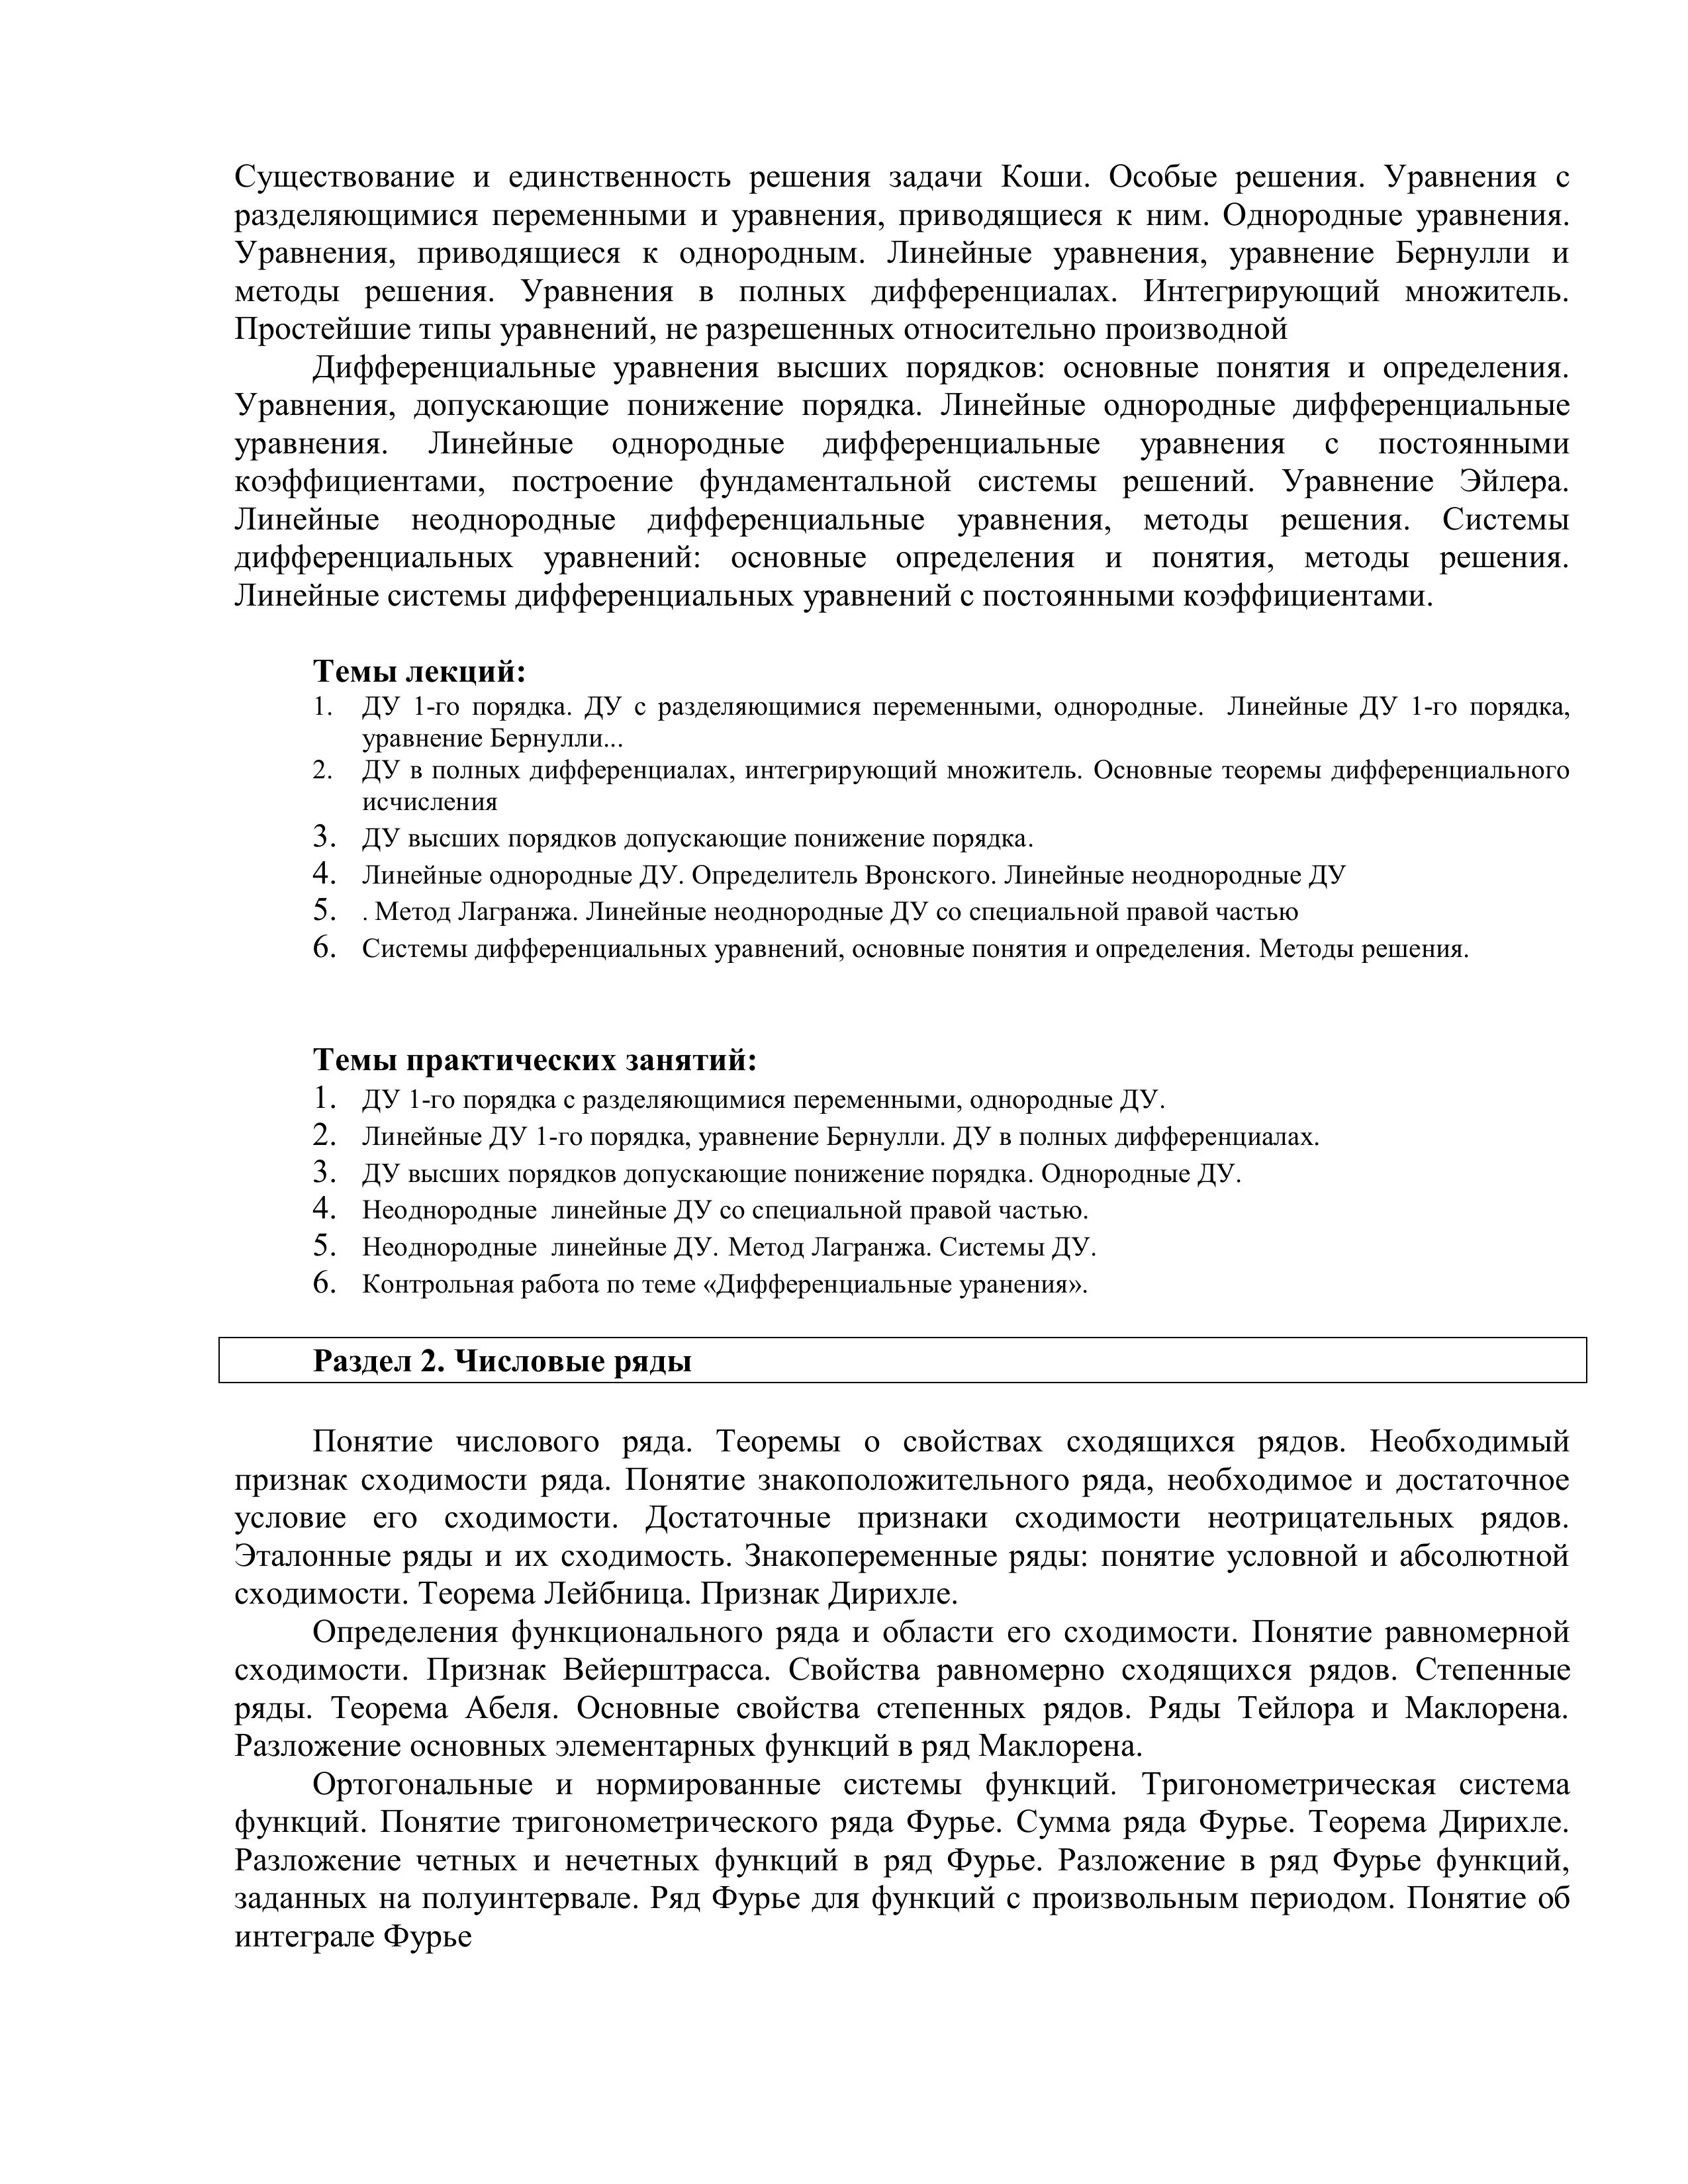 Существование и единственность решения задачи Коши. Особые решения. Уравнения с
разделяющимися переменными и уравнения, приводящиеся к ним. Однородные уравнения.
Уравнения, приводящиеся к однородным. Линейные уравнения, уравнение Бернулли и
методы решения. Уравнения в полных дифференциалах. Интегрирующий множитель.
Простейшие типы уравнений, не разрешенных относительно производной
Дифференциальные уравнения высших порядков: основные понятия и определения.
Уравнения, допускающие понижение порядка. Линейные однородные дифференциальные
уравнения. Линейные однородные дифференциальные уравнения с постоянными
коэффициентами, построение фундаментальной системы решений. Уравнение Эйлера.
Линейные неоднородные дифференциальные уравнения, методы решения. Системы
дифференциальных уравнений: основные определения и понятия, методы решения.
Линейные системы дифференциальных уравнений с постоянными коэффициентами.
Темы лекций:
1. ДУ 1-го порядка. ДУ с разделяющимися переменными, однородные. Линейные ДУ 1-го порядка,
уравнение Бернулли...
2. ДУ в полных дифференциалах, интегрирующий множитель. Основные теоремы дифференциального
исчисления
3. ДУ высших порядков допускающие понижение порядка.
4. Линейные однородные ДУ. Определитель Вронского. Линейные неоднородные ДУ
5. . Метод Лагранжа. Линейные неоднородные ДУ со специальной правой частью
6. Системы дифференциальных уравнений, основные понятия и определения. Методы решения.
Темы практических занятий:
1. ДУ 1-го порядка с разделяющимися переменными, однородные ДУ.
2. Линейные ДУ 1-го порядка, уравнение Бернулли. ДУ в полных дифференциалах.
3. ДУ высших порядков допускающие понижение порядка. Однородные ДУ.
4. Неоднородные линейные ДУ со специальной правой частью.
5. Неоднородные линейные ДУ. Метод Лагранжа. Системы ДУ.
6. Контрольная работа по теме «Дифференциальные уранения».
Раздел 2. Числовые ряды
Понятие числового ряда. Теоремы о свойствах сходящихся рядов. Необходимый
признак сходимости ряда. Понятие знакоположительного ряда, необходимое и достаточное
условие его сходимости. Достаточные признаки сходимости неотрицательных рядов.
Эталонные ряды и их сходимость. Знакопеременные ряды: понятие условной и абсолютной
сходимости. Теорема Лейбница. Признак Дирихле.
Определения функционального ряда и области его сходимости. Понятие равномерной
сходимости. Признак Вейерштрасса. Свойства равномерно сходящихся рядов. Степенные
ряды. Теорема Абеля. Основные свойства степенных рядов. Ряды Тейлора и Маклорена.
Разложение основных элементарных функций в ряд Маклорена.
Ортогональные и нормированные системы функций. Тригонометрическая система
функций. Понятие тригонометрического ряда Фурье. Сумма ряда Фурье. Теорема Дирихле.
Разложение четных и нечетных функций в ряд Фурье. Разложение в ряд Фурье функций,
заданных на полуинтервале. Ряд Фурье для функций с произвольным периодом. Понятие об
интеграле Фурье